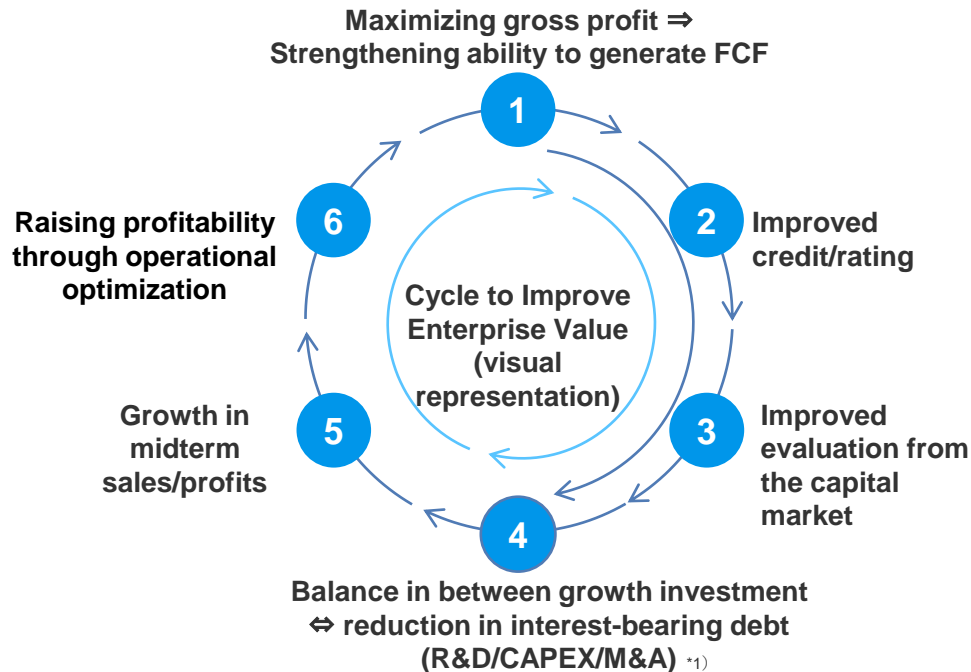 Maximizing gross profit ⇒
Strengthening ability to generate FCF
1
2
Improved
credit/rating
3
Improved
evaluation from
the capital
market
4
Balance in between growth investment
⇔ reduction in interest-bearing debt
(R&D/CAPEX/M&A) *1）
5
Growth in
midterm
sales/profits
6
Raising profitability
through operational
optimization
Cycle to Improve
Enterprise Value
(visual
representation)